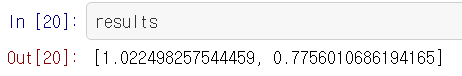 In [20]: results
Out[20]: [1.022498257544459, 0.7756010686194165]